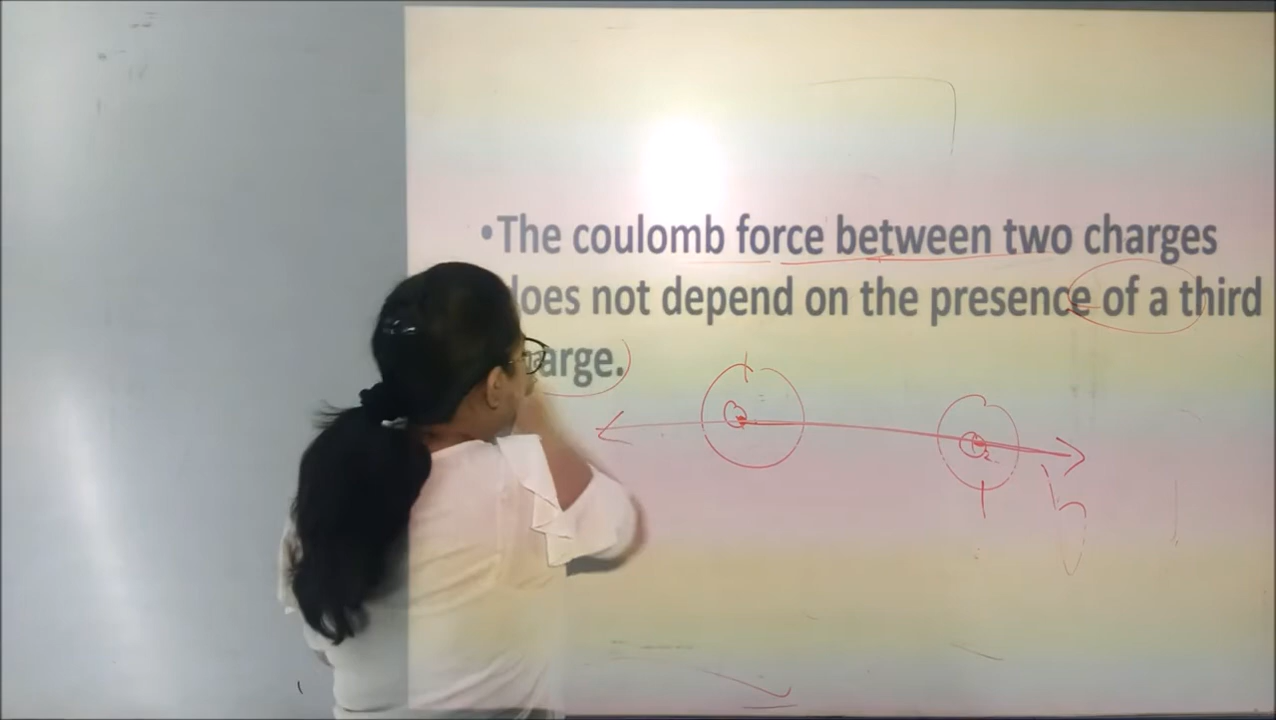 •The coulomb force between two charges
does not depend on the presence of a third
arge.